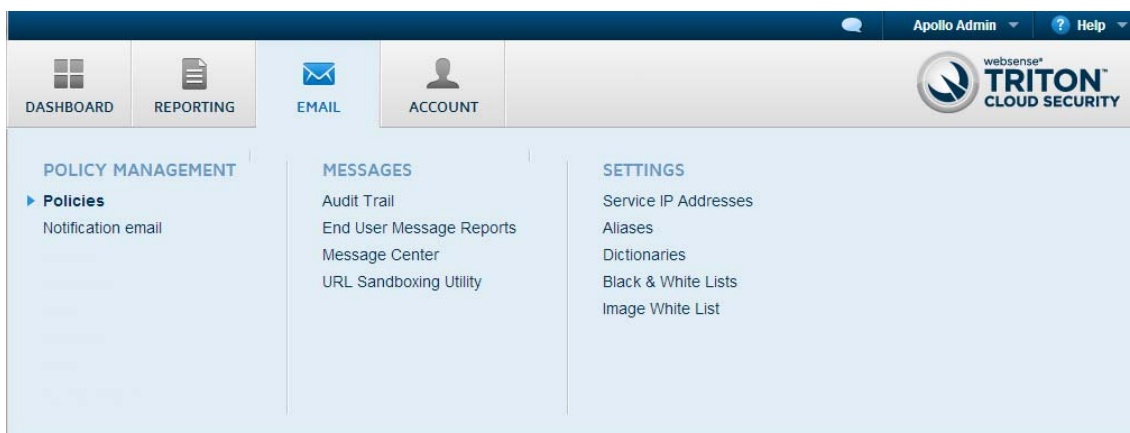 Apollo Admin
? Help
DASHBOARD
REPORTING
EMAIL
ACCOUNT
websense®
TRITON™
CLOUD SECURITY
POLICY MANAGEMENT
Policies
Notification email
MESSAGES
Audit Trail
End User Message Reports
Message Center
URL Sandboxing Utility
SETTINGS
Service IP Addresses
Aliases
Dictionaries
Black & White Lists
Image White List